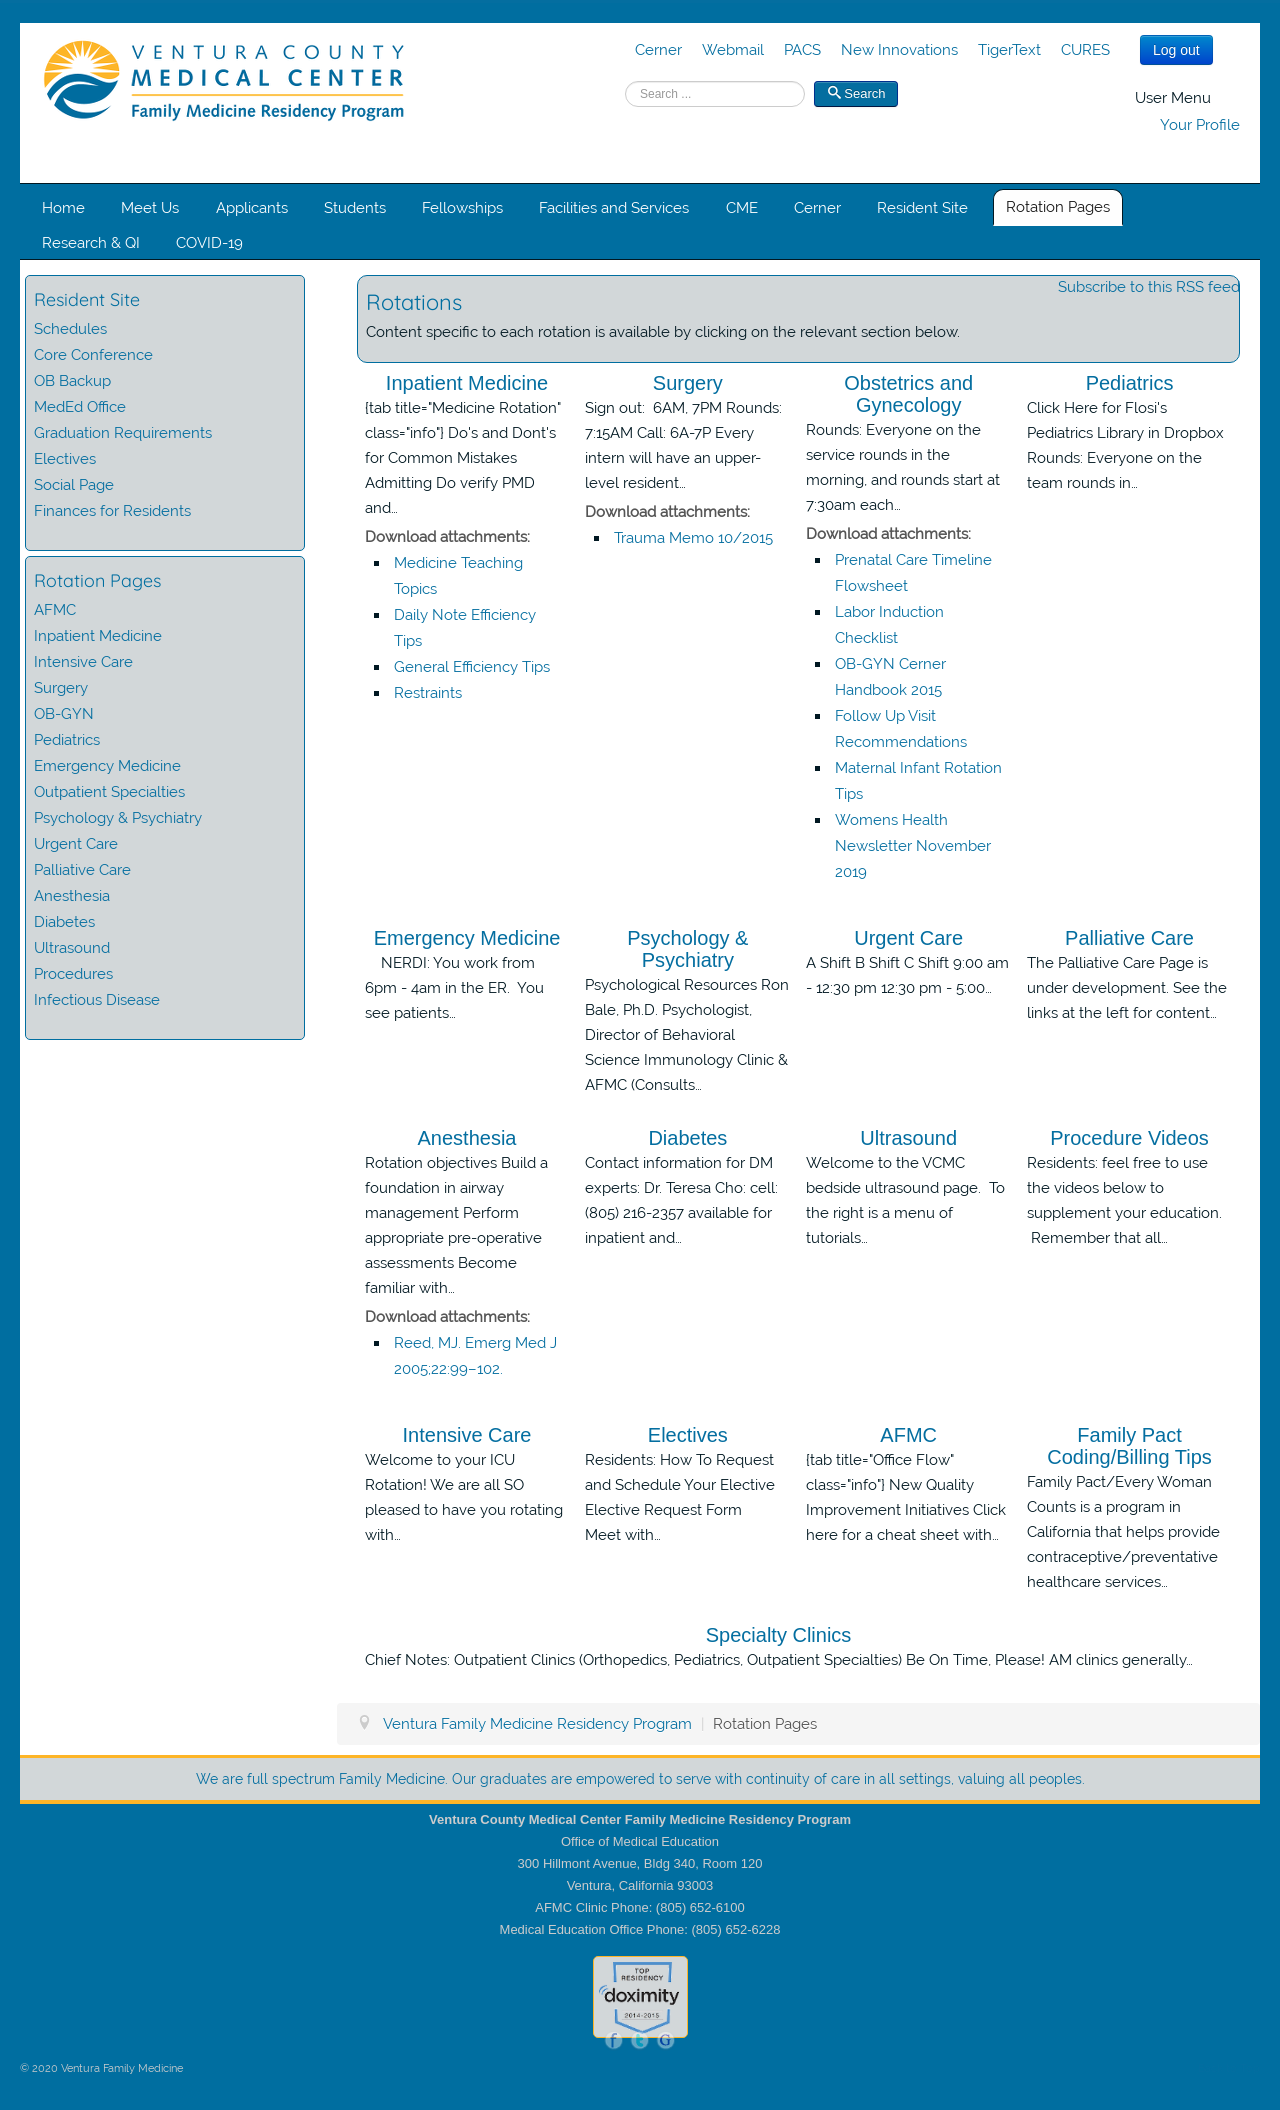 VENTURA COUNTY
MEDICAL CENTER
Family Medicine Residency Program
Cerner Webmail PACS New Innovations TigerText CURES Log out
Search ... Search
User Menu
Your Profile
Home Meet Us Applicants Students Fellowships Facilities and Services CME Cerner Resident Site Rotation Pages
Research & QI COVID-19
Resident Site
Schedules
Core Conference
OB Backup
MedEd Office
Graduation Requirements
Electives
Social Page
Finances for Residents
Rotation Pages
AFMC
Inpatient Medicine
Intensive Care
Surgery
OB-GYN
Pediatrics
Emergency Medicine
Outpatient Specialties
Psychology & Psychiatry
Urgent Care
Palliative Care
Anesthesia
Diabetes
Ultrasound
Procedures
Infectious Disease
Subscribe to this RSS feed
Rotations
Content specific to each rotation is available by clicking on the relevant section below.
Inpatient Medicine
{tab title="Medicine Rotation"
class="info"} Do's and Dont's
for Common Mistakes
Admitting Do verify PMD
and...
Download attachments:
Medicine Teaching
Topics
Daily Note Efficiency
Tips
General Efficiency Tips
Restraints
Surgery
Sign out: 6AM, 7PM Rounds:
7:15AM Call: 6A-7P Every
intern will have an upper-
level resident...
Download attachments:
Trauma Memo 10/2015
Obstetrics and
Gynecology
Rounds: Everyone on the
service rounds in the
morning, and rounds start at
7:30am each...
Download attachments:
Prenatal Care Timeline
Flowsheet
Labor Induction
Checklist
OB-GYN Cerner
Handbook 2015
Follow Up Visit
Recommendations
Maternal Infant Rotation
Tips
Womens Health
Newsletter November
2019
Pediatrics
Click Here for Flosi's
Pediatrics Library in Dropbox
Rounds: Everyone on the
team rounds in...
Emergency Medicine
NERDI: You work from
6pm - 4am in the ER. You
see patients...
Psychology &
Psychiatry
Psychological Resources Ron
Bale, Ph.D. Psychologist,
Director of Behavioral
Science Immunology Clinic &
AFMC (Consults...
Urgent Care
A Shift B Shift C Shift 9:00 am
- 12:30 pm 12:30 pm - 5:00...
Palliative Care
The Palliative Care Page is
under development. See the
links at the left for content...
Anesthesia
Rotation objectives Build a
foundation in airway
management Perform
appropriate pre-operative
assessments Become
familiar with...
Download attachments:
Reed, MJ. Emerg Med J
2005;22:99–102.
Diabetes
Contact information for DM
experts: Dr. Teresa Cho: cell:
(805) 216-2357 available for
inpatient and...
Ultrasound
Welcome to the VCMC
bedside ultrasound page. To
the right is a menu of
tutorials...
Procedure Videos
Residents: feel free to use
the videos below to
supplement your education.
Remember that all...
Intensive Care
Welcome to your ICU
Rotation! We are all SO
pleased to have you rotating
with...
Electives
Residents: How To Request
and Schedule Your Elective
Elective Request Form
Meet with...
AFMC
{tab title="Office Flow"
class="info"} New Quality
Improvement Initiatives Click
here for a cheat sheet with...
Family Pact
Coding/Billing Tips
Family Pact/Every Woman
Counts is a program in
California that helps provide
contraceptive/preventative
healthcare services...
Specialty Clinics
Chief Notes: Outpatient Clinics (Orthopedics, Pediatrics, Outpatient Specialties) Be On Time, Please! AM clinics generally...
Ventura Family Medicine Residency Program | Rotation Pages
We are full spectrum Family Medicine. Our graduates are empowered to serve with continuity of care in all settings, valuing all peoples.
Ventura County Medical Center Family Medicine Residency Program
Office of Medical Education
300 Hillmont Avenue, Bldg 340, Room 120
Ventura, California 93003
AFMC Clinic Phone: (805) 652-6100
Medical Education Office Phone: (805) 652-6228
TOP
RESIDENCY
doximity
2014-2015
f t G
© 2020 Ventura Family Medicine